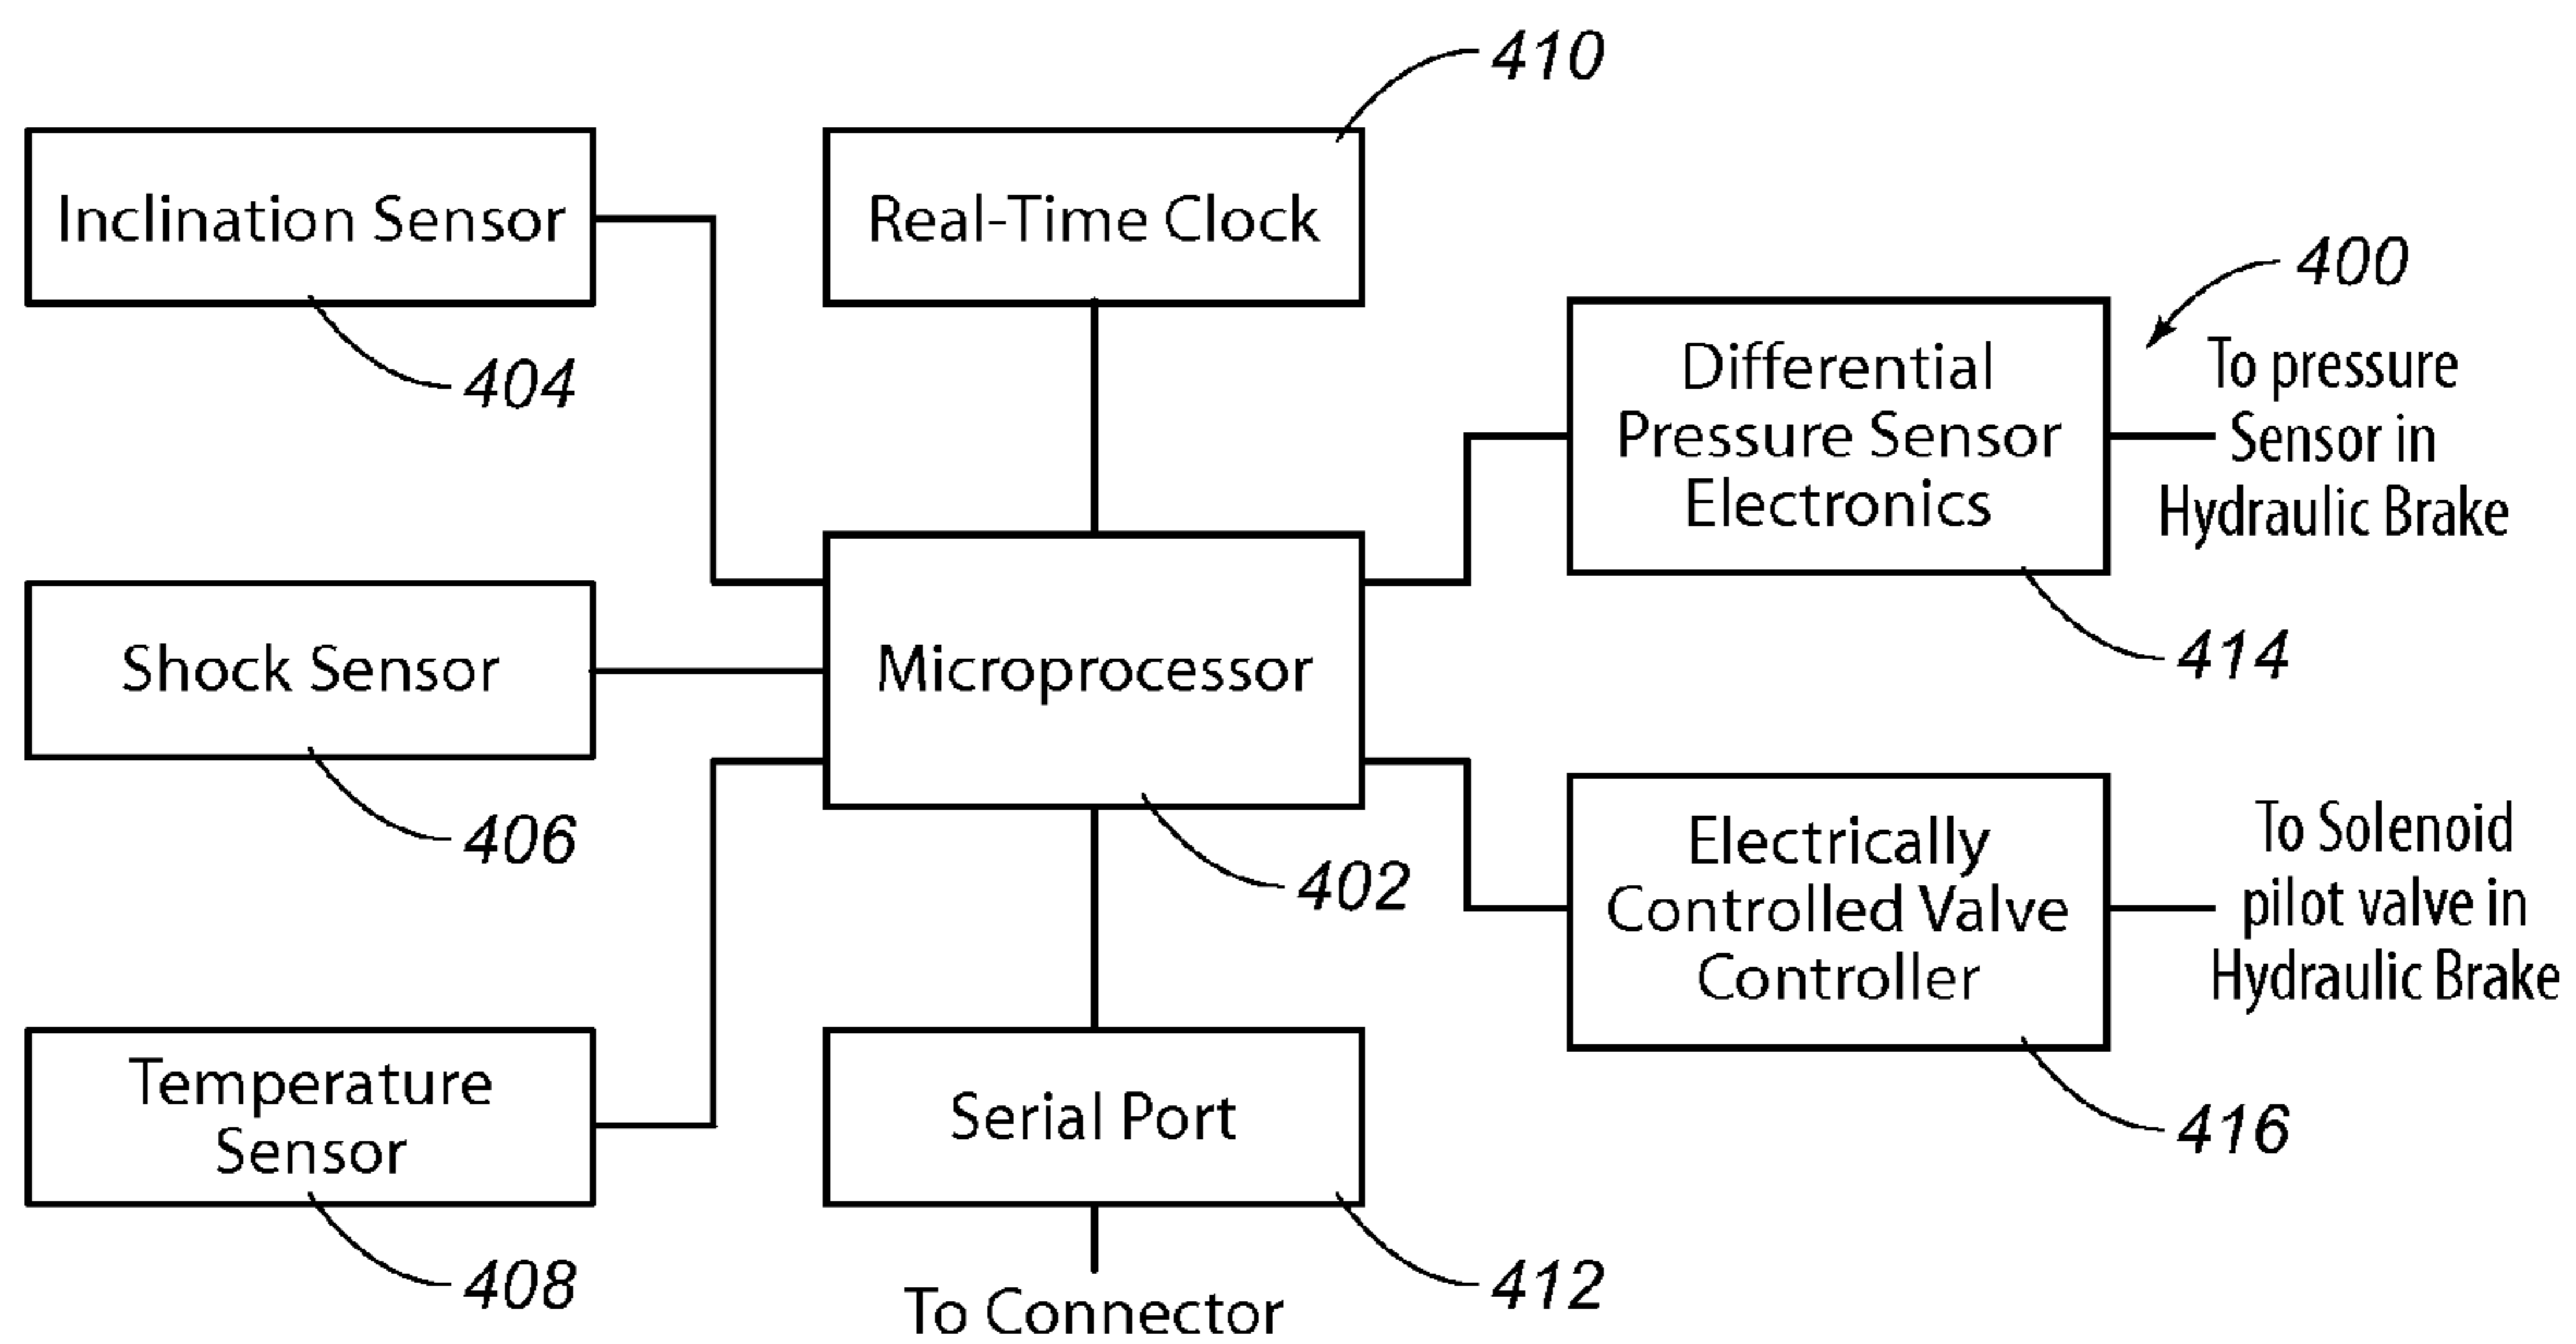 410
Inclination Sensor
404
Real-Time Clock
400
Differential
Pressure Sensor
Electronics
414
To pressure
Sensor in
Hydraulic Brake
Shock Sensor
406
Microprocessor
402
Electrically
Controlled Valve
Controller
416
To Solenoid
pilot valve in
Hydraulic Brake
Temperature
Sensor
408
Serial Port
412
To Connector